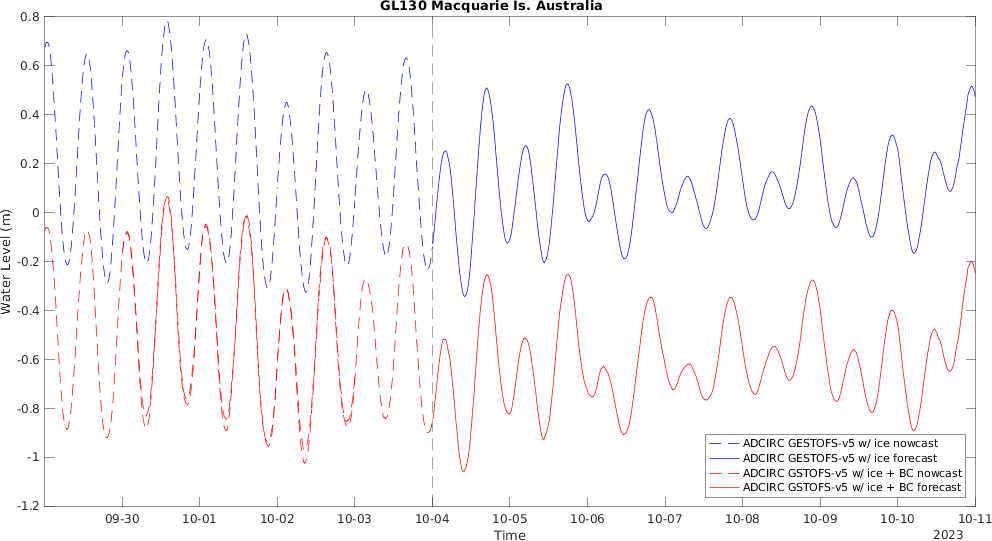 GL130 Macquarie Is. Australia
Water Level (m)
0.8
0.6
0.4
0.2
0
-0.2
-0.4
-0.6
-0.8
-1
-1.2
ADCIRC GESTOFS-v5 w/ ice nowcast
ADCIRC GESTOFS-v5 w/ ice forecast
ADCIRC GSTOFS-v5 w/ ice + BC nowcast
ADCIRC GSTOFS-v5 w/ ice + BC forecast
09-30 10-01 10-02 10-03 10-04 10-05 10-06 10-07 10-08 10-09 10-10 10-11
Time
2023